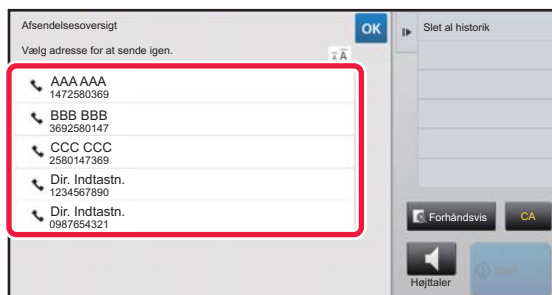 Afsendelsesoversigt
OK
Slet al historik
Vælg adresse for at sende igen.
AAA AAA
1472580369
BBB BBB
3692580147
CCC CCC
2580147369
Dir. Indtastn.
1234567890
Dir. Indtastn.
0987654321
Forhåndsvis
CA
Højttaler
Start